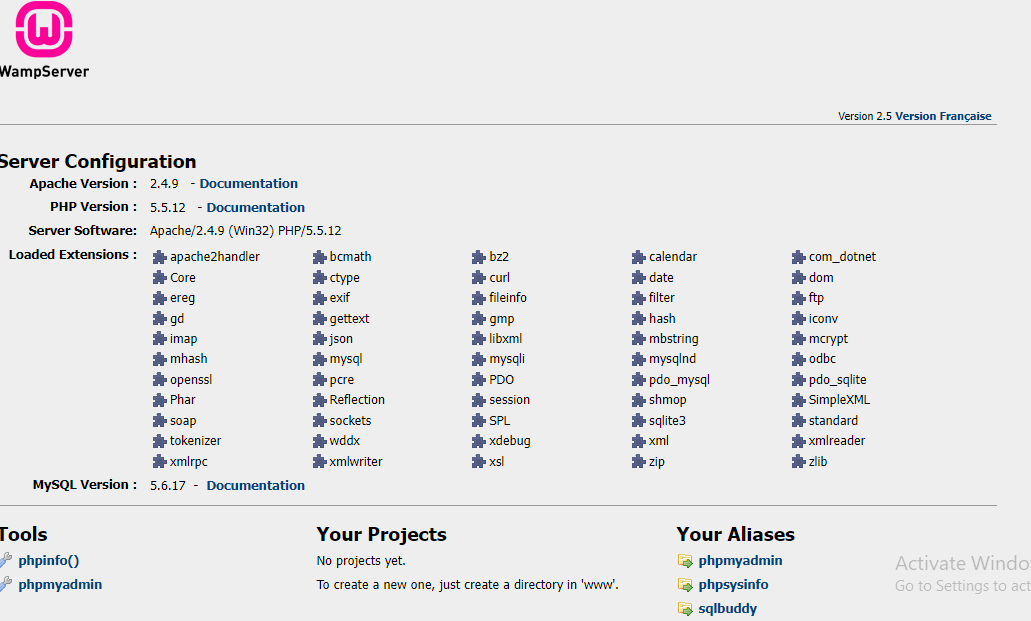 WampServer
Version 2.5 Version Française
Server Configuration
Apache Version : 2.4.9 - Documentation
PHP Version : 5.5.12 - Documentation
Server Software: Apache/2.4.9 (Win32) PHP/5.5.12
Loaded Extensions : apache2handler bcmath bz2 calendar com_dotnet
Core ctype curl date dom
ereg exif fileinfo filter ftp
gd gettext gmp hash iconv
imap json libxml mbstring mcrypt
mhash mysql mysqli mysqlnd odbc
openssl pcre PDO pdo_mysql pdo_sqlite
Phar Reflection session shmop SimpleXML
soap sockets SPL sqlite3 standard
tokenizer wddx xdebug xml xmlreader
xmlrpc xmlwriter xsl zip zlib
MySQL Version : 5.6.17 - Documentation
Tools Your Projects Your Aliases
phpinfo() No projects yet. phpmyadmin
phpmyadmin To create a new one, just create a directory in 'www'. phpsysinfo
sqlbuddy
Activate Windo
Go to Settings to act